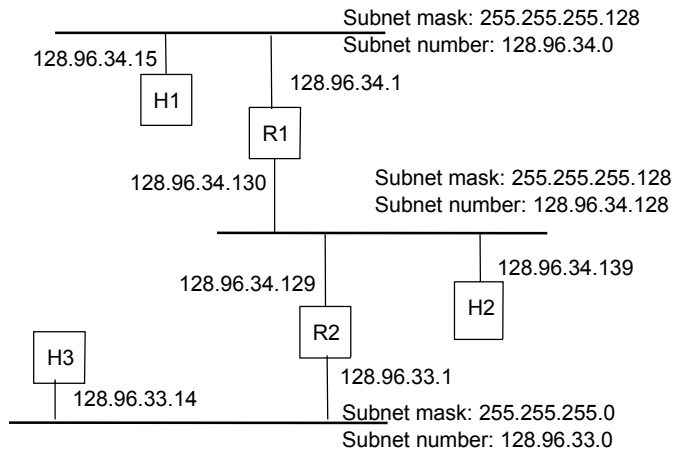 Subnet mask: 255.255.255.128
Subnet number: 128.96.34.0
128.96.34.15
128.96.34.1
H1
R1
128.96.34.130
Subnet mask: 255.255.255.128
Subnet number: 128.96.34.128
128.96.34.139
128.96.34.129
H2
R2
H3
128.96.33.1
128.96.33.14
Subnet mask: 255.255.255.0
Subnet number: 128.96.33.0